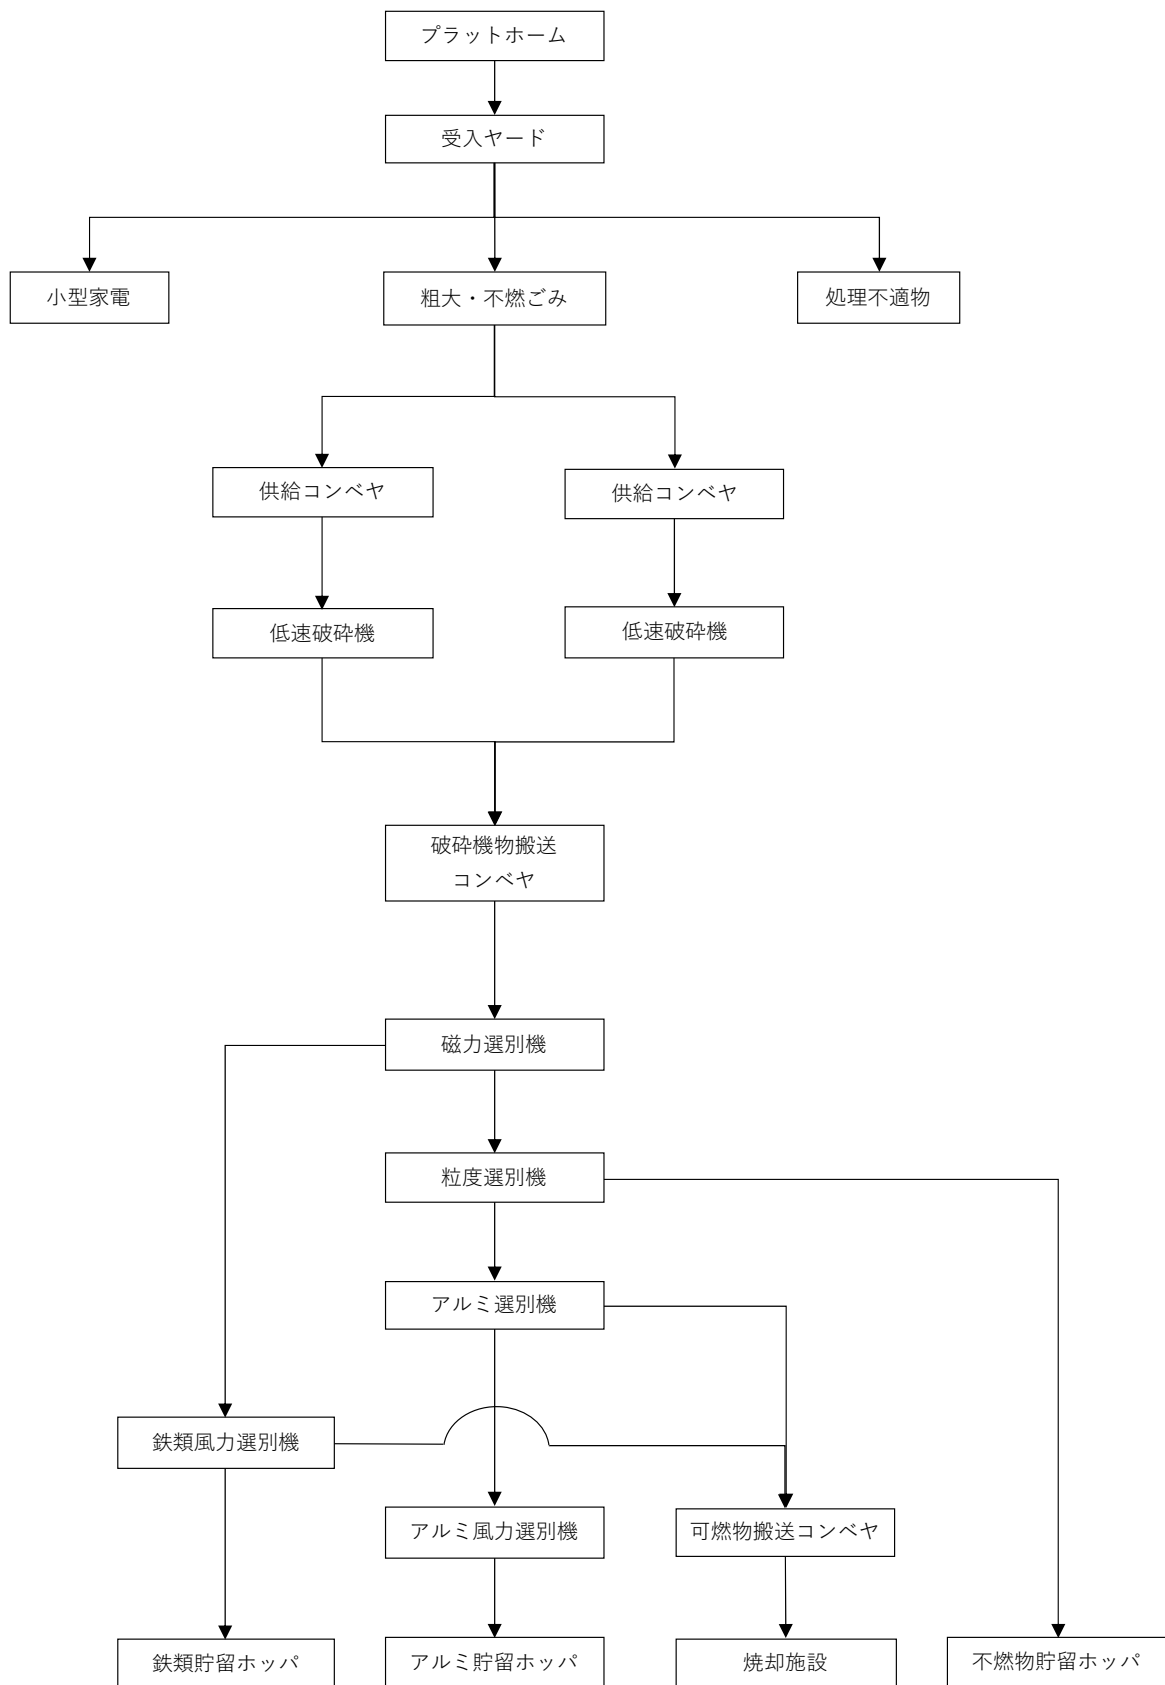 プラットホーム
受入ヤード
小型家電
粗大・不燃ごみ
処理不適物
供給コンベヤ
供給コンベヤ
低速破砕機
低速破砕機
破砕機物搬送
コンベヤ
磁力選別機
粒度選別機
アルミ選別機
鉄類風力選別機
アルミ風力選別機
可燃物搬送コンベヤ
鉄類貯留ホッパ
アルミ貯留ホッパ
焼却施設
不燃物貯留ホッパ